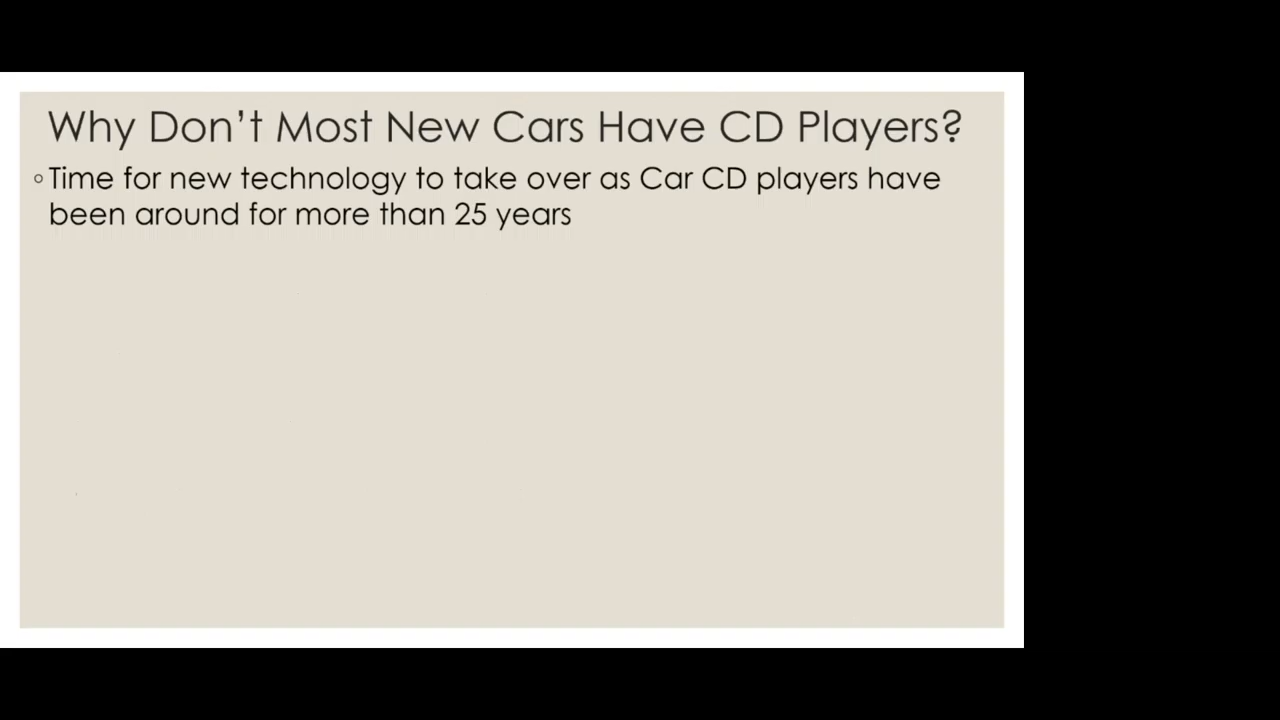 Why Don’t Most New Cars Have CD Players?
◦Time for new technology to take over as Car CD players have
been around for more than 25 years